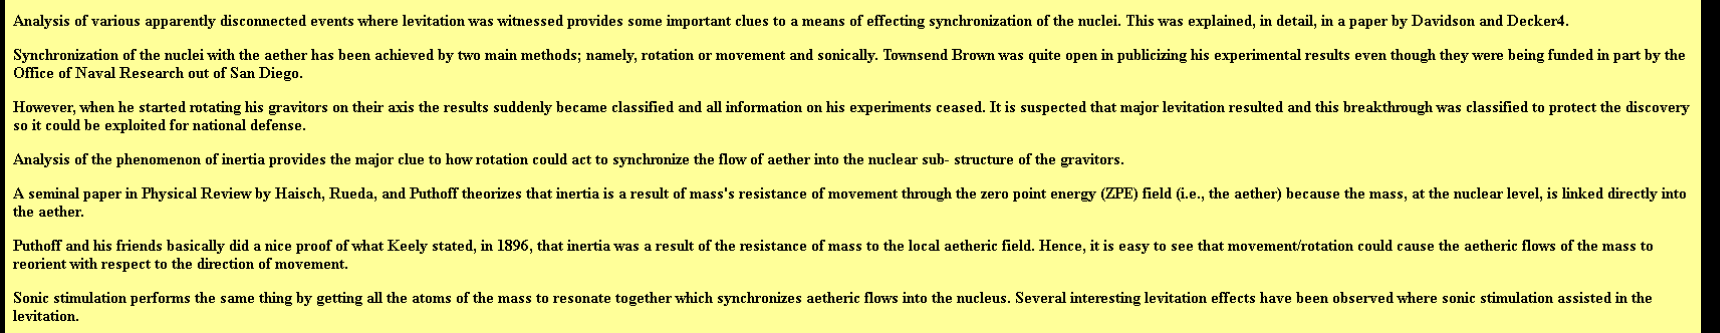 Analysis of various apparently disconnected events where levitation was witnessed provides some important clues to a means of effecting synchronization of the nuclei. This was explained, in detail, in a paper by Davidson and Decker4.
Synchronization of the nuclei with the aether has been achieved by two main methods; namely, rotation or movement and sonically. Townsend Brown was quite open in publicizing his experimental results even though they were being funded in part by the
Office of Naval Research out of San Diego.
However, when he started rotating his gravitors on their axis the results suddenly became classified and all information on his experiments ceased. It is suspected that major levitation resulted and this breakthrough was classified to protect the discovery
so it could be exploited for national defense.
Analysis of the phenomenon of inertia provides the major clue to how rotation could act to synchronize the flow of aether into the nuclear sub- structure of the gravitors.
A seminal paper in Physical Review by Haisch, Rueda, and Puthoff theorizes that inertia is a result of mass's resistance of movement through the zero point energy (ZPE) field (i.e., the aether) because the mass, at the nuclear level, is linked directly into
the aether.
Puthoff and his friends basically did a nice proof of what Keely stated, in 1896, that inertia was a result of the resistance of mass to the local aetheric field. Hence, it is easy to see that movement/rotation could cause the aetheric flows of the mass to
reorient with respect to the direction of movement.
Sonic stimulation performs the same thing by getting all the atoms of the mass to resonate together which synchronizes aetheric flows into the nucleus. Several interesting levitation effects have been observed where sonic stimulation assisted in the
levitation.